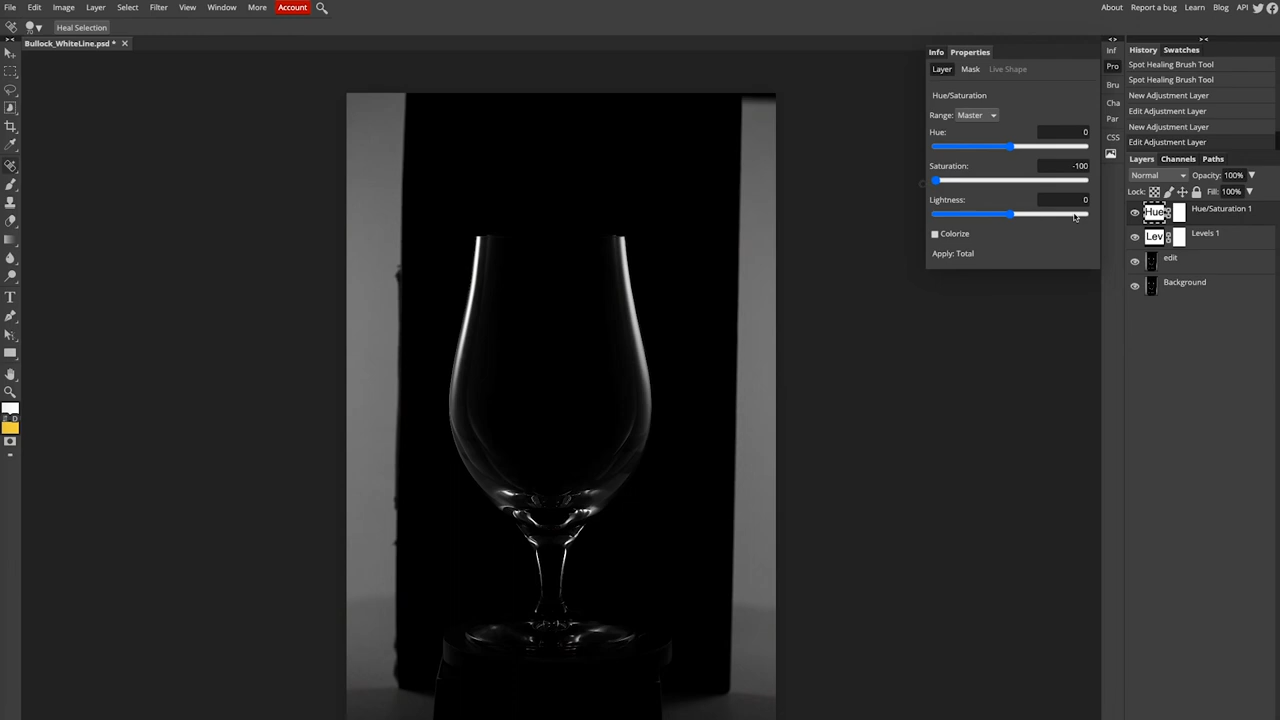 File Edit Image Layer Select Filter View Window More Account About Report a bug Learn Blog API
Heal Selection
Bullock_WhiteLine.psd *
Info Properties
Layer Mask Live Shape
Hue/Saturation
Range: Master
Hue: 0
Saturation: -100
Lightness: 0
Colorize
Apply: Total
Inf
Pro
Bru
Cha
Par
CSS
History Swatches
Spot Healing Brush Tool
Spot Healing Brush Tool
New Adjustment Layer
Edit Adjustment Layer
New Adjustment Layer
Edit Adjustment Layer
Layers Channels Paths
Normal Opacity: 100%
Lock: Fill: 100%
Hue Hue/Saturation 1
Lev Levels 1
edit
Background